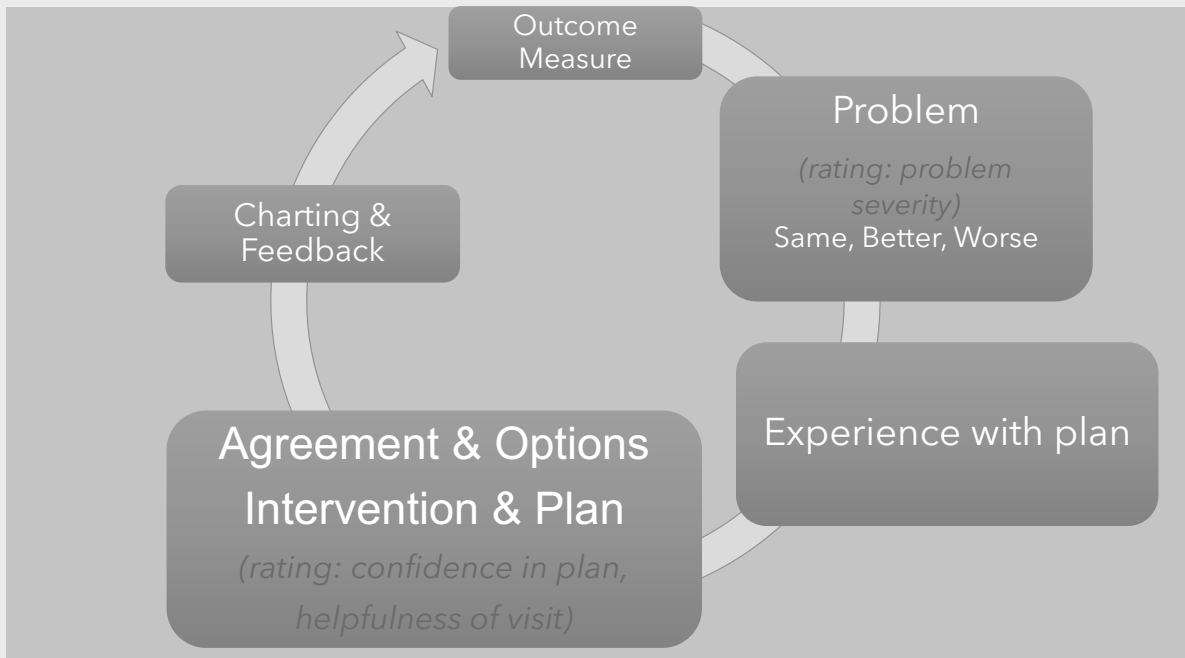 Outcome
Measure
Problem
(rating: problem
severity)
Same, Better, Worse
Experience with plan
Agreement & Options
Intervention & Plan
(rating: confidence in plan,
helpfulness of visit)
Charting &
Feedback